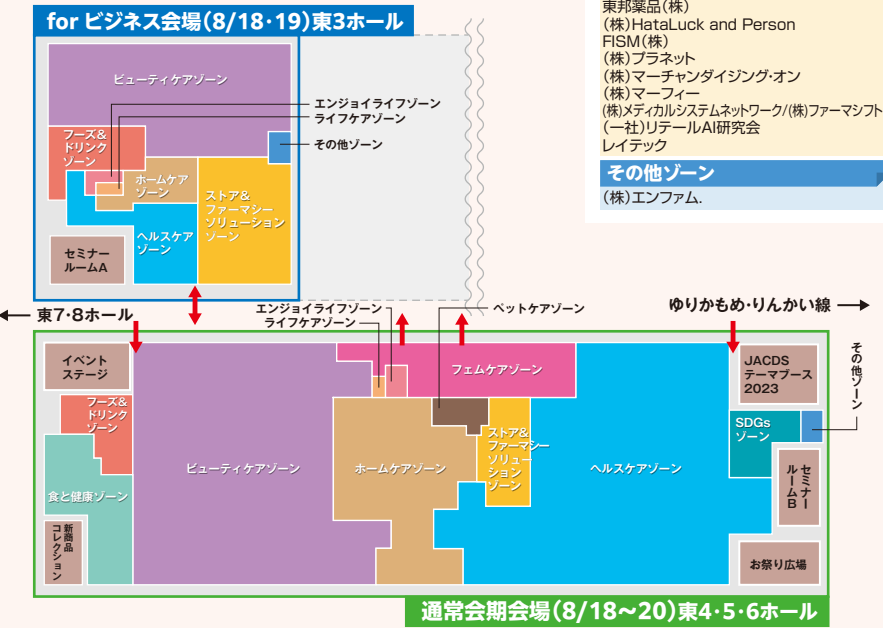 for ビジネス会場(8/18・19)東3ホール
ビューティケアゾーン
エンジョイライフゾーン
ライフケアゾーン
その他ゾーン
フーズ&
ドリンク
ゾーン
ホームケア
ゾーン
ストア&
ファーマシー
ソリューション
ゾーン
ヘルスケア
ゾーン
セミナー
ルームA
東邦薬品(株)
(株)HataLuck and Person
FISM(株)
(株)プラネット
(株)マーチャンダイジング・オン
(株)マーフィー
(株)メディカルシステムネットワーク/(株)ファーマシフト
(一社)リテールAI研究会
レイテック
その他ゾーン
(株)エンファム.
東7・8ホール
エンジョイライフゾーン
ライフケアゾーン
ペットケアゾーン
ゆりかもめ・りんかい線
イベント
ステージ
フーズ&
ドリンク
ゾーン
食と健康ゾーン
新商品
コレクション
ビューティケアゾーン
フェムケアゾーン
ホームケアゾーン
ストア&
ファーマシー
ソリュー
ション
ゾーン
ヘルスケアゾーン
JACDS
テーマブース
2023
その他ゾーン
SDGs
ゾーン
セミナー
ルームB
お祭り広場
通常会期会場(8/18〜20)東4・5・6ホール